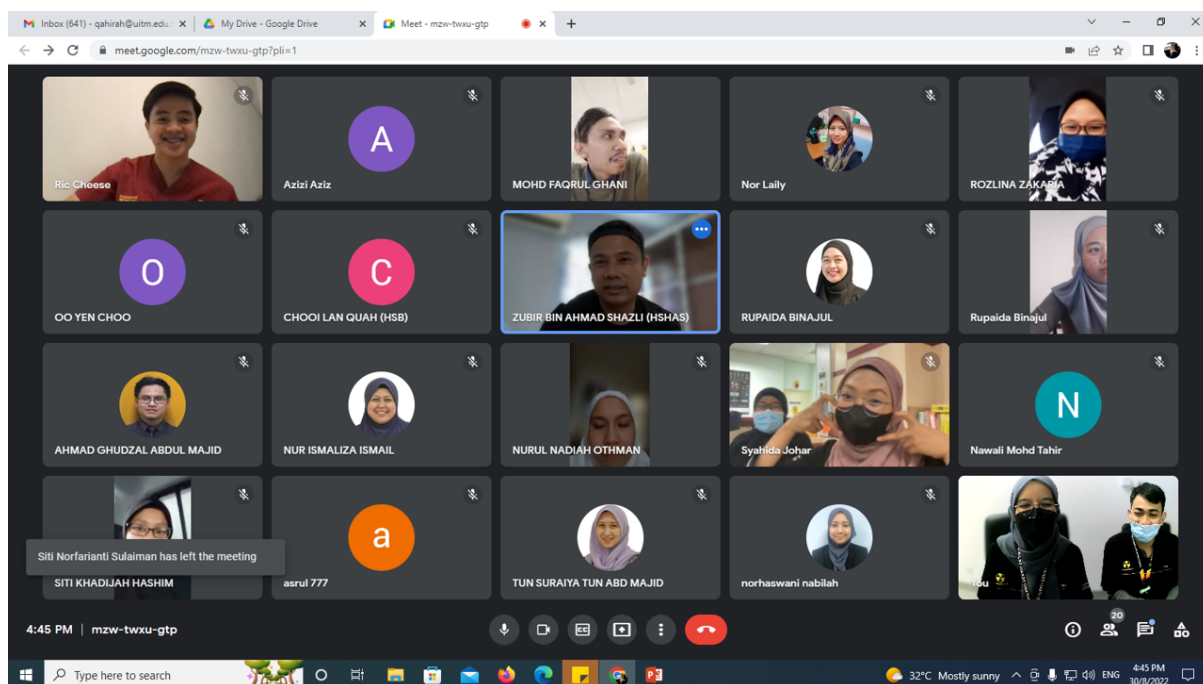 Inbox (641) - qahirah@uitm.edu.
My Drive - Google Drive
Meet - mzw-twxu-gtp
meet.google.com/mzw-twxu-gtp?pli=1
Ric Cheese
A
Azizi Aziz
MOHD FAQRUL GHANI
Nor Laily
ROZLINA ZAKARIA
O
OO YEN CHOO
C
CHOOI LAN QUAH (HSB)
ZUBIR BIN AHMAD SHAZLI (HSHAS)
RUPAIDA BINAJUL
Rupaida Binajul
AHMAD GHUDZAL ABDUL MAJID
NUR ISMALIZA ISMAIL
NURUL NADIAH OTHMAN
Syahida Johar
N
Nawali Mohd Tahir
Siti Norfarianti Sulaiman has left the meeting
SITI KHADIJAH HASHIM
a
asrul 777
TUN SURAIYA TUN ABD MAJID
norhaswani nabilah
You
4:45 PM | mzw-twxu-gtp
CC
20
Type here to search
32°C Mostly sunny
ENG
4:45 PM
30/8/2022